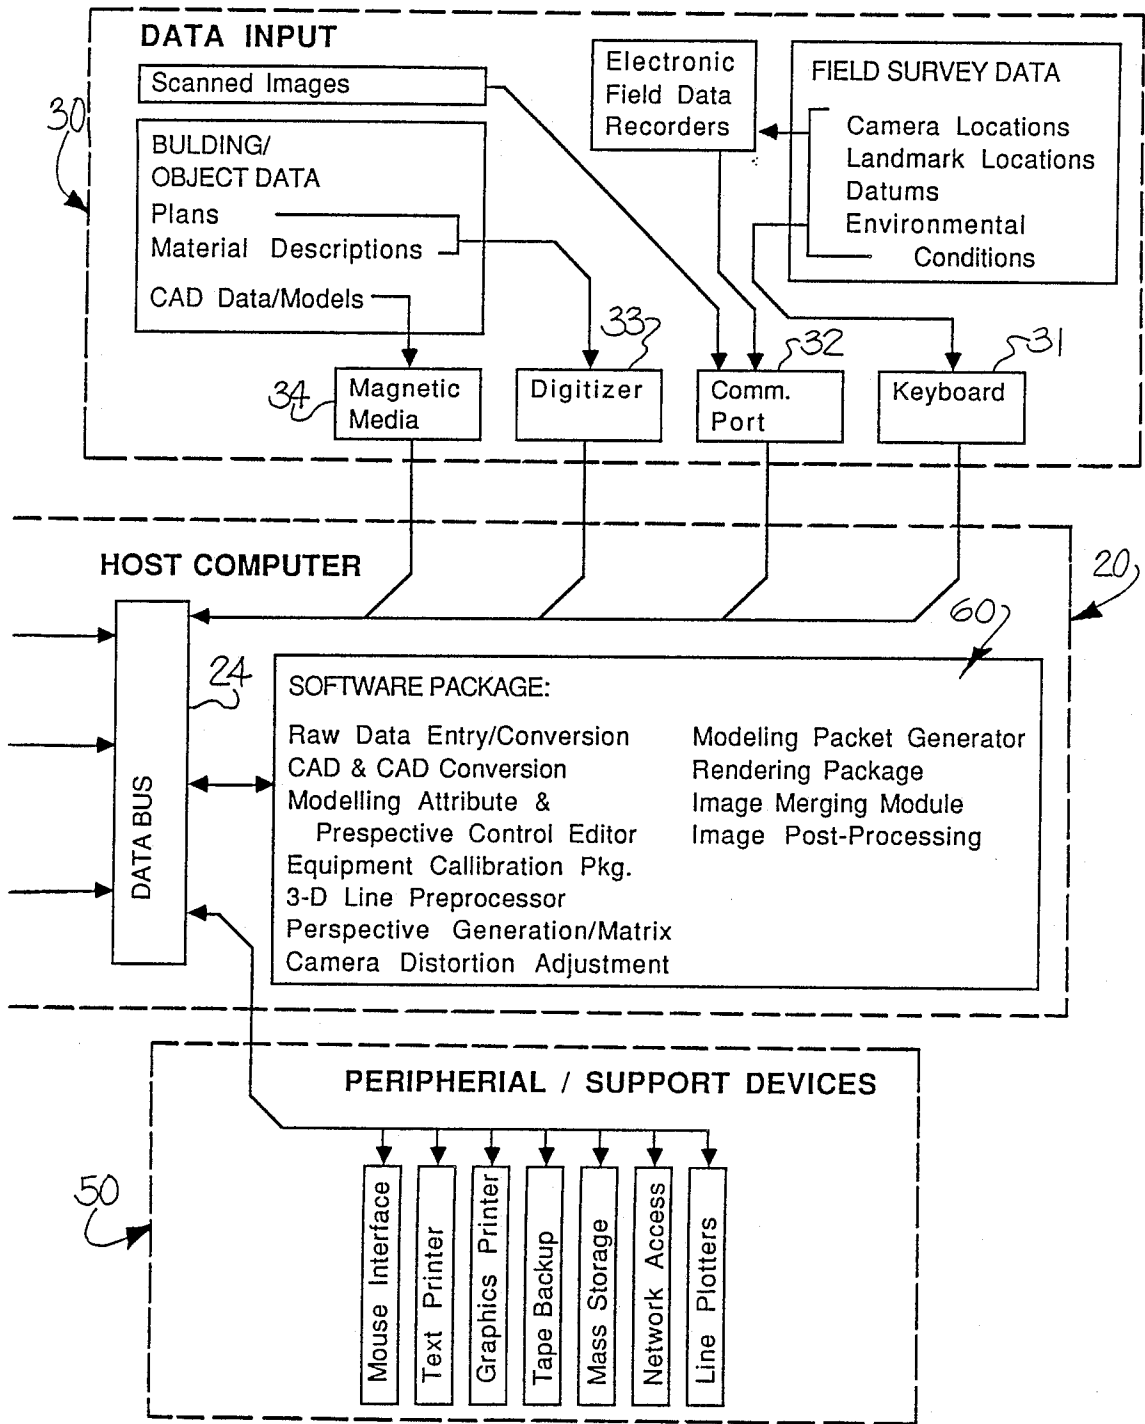 DATA INPUT
Scanned Images
30
BULDING/
OBJECT DATA
Plans
Material Descriptions
CAD Data/Models
Electronic
Field Data
Recorders
FIELD SURVEY DATA
Camera Locations
Landmark Locations
Datums
Environmental
Conditions
34
Magnetic
Media
33
Digitizer
32
Comm.
Port
31
Keyboard
HOST COMPUTER
20
24
DATA BUS
60
SOFTWARE PACKAGE:
Raw Data Entry/Conversion
CAD & CAD Conversion
Modelling Attribute &
Prespective Control Editor
Equipment Callibration Pkg.
3-D Line Preprocessor
Perspective Generation/Matrix
Camera Distortion Adjustment
Modeling Packet Generator
Rendering Package
Image Merging Module
Image Post-Processing
PERIPHERIAL / SUPPORT DEVICES
50
Mouse Interface
Text Printer
Graphics Printer
Tape Backup
Mass Storage
Network Access
Line Plotters